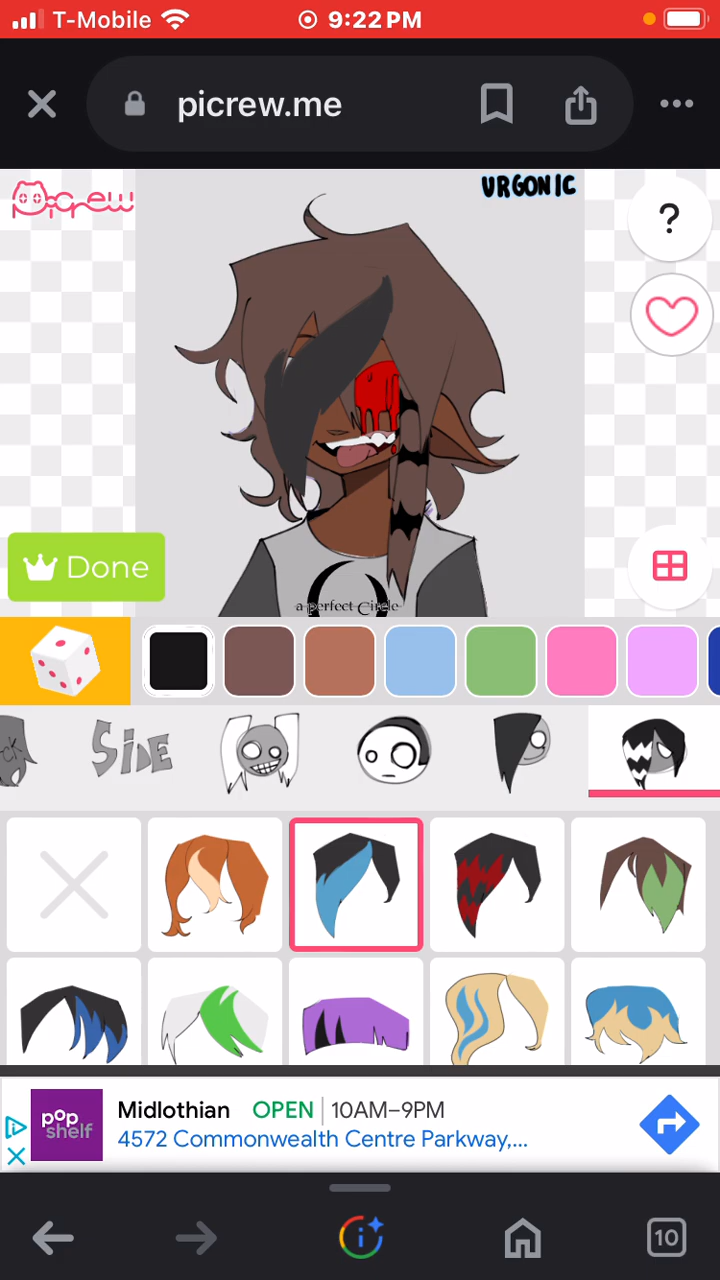 T-Mobile 9:22 PM
picrew.me
Picrew
URGONIC
?
a perfect Circle
Done
SiDE
Midlothian OPEN 10AM–9PM
pop
shelf
4572 Commonwealth Centre Parkway,...
10